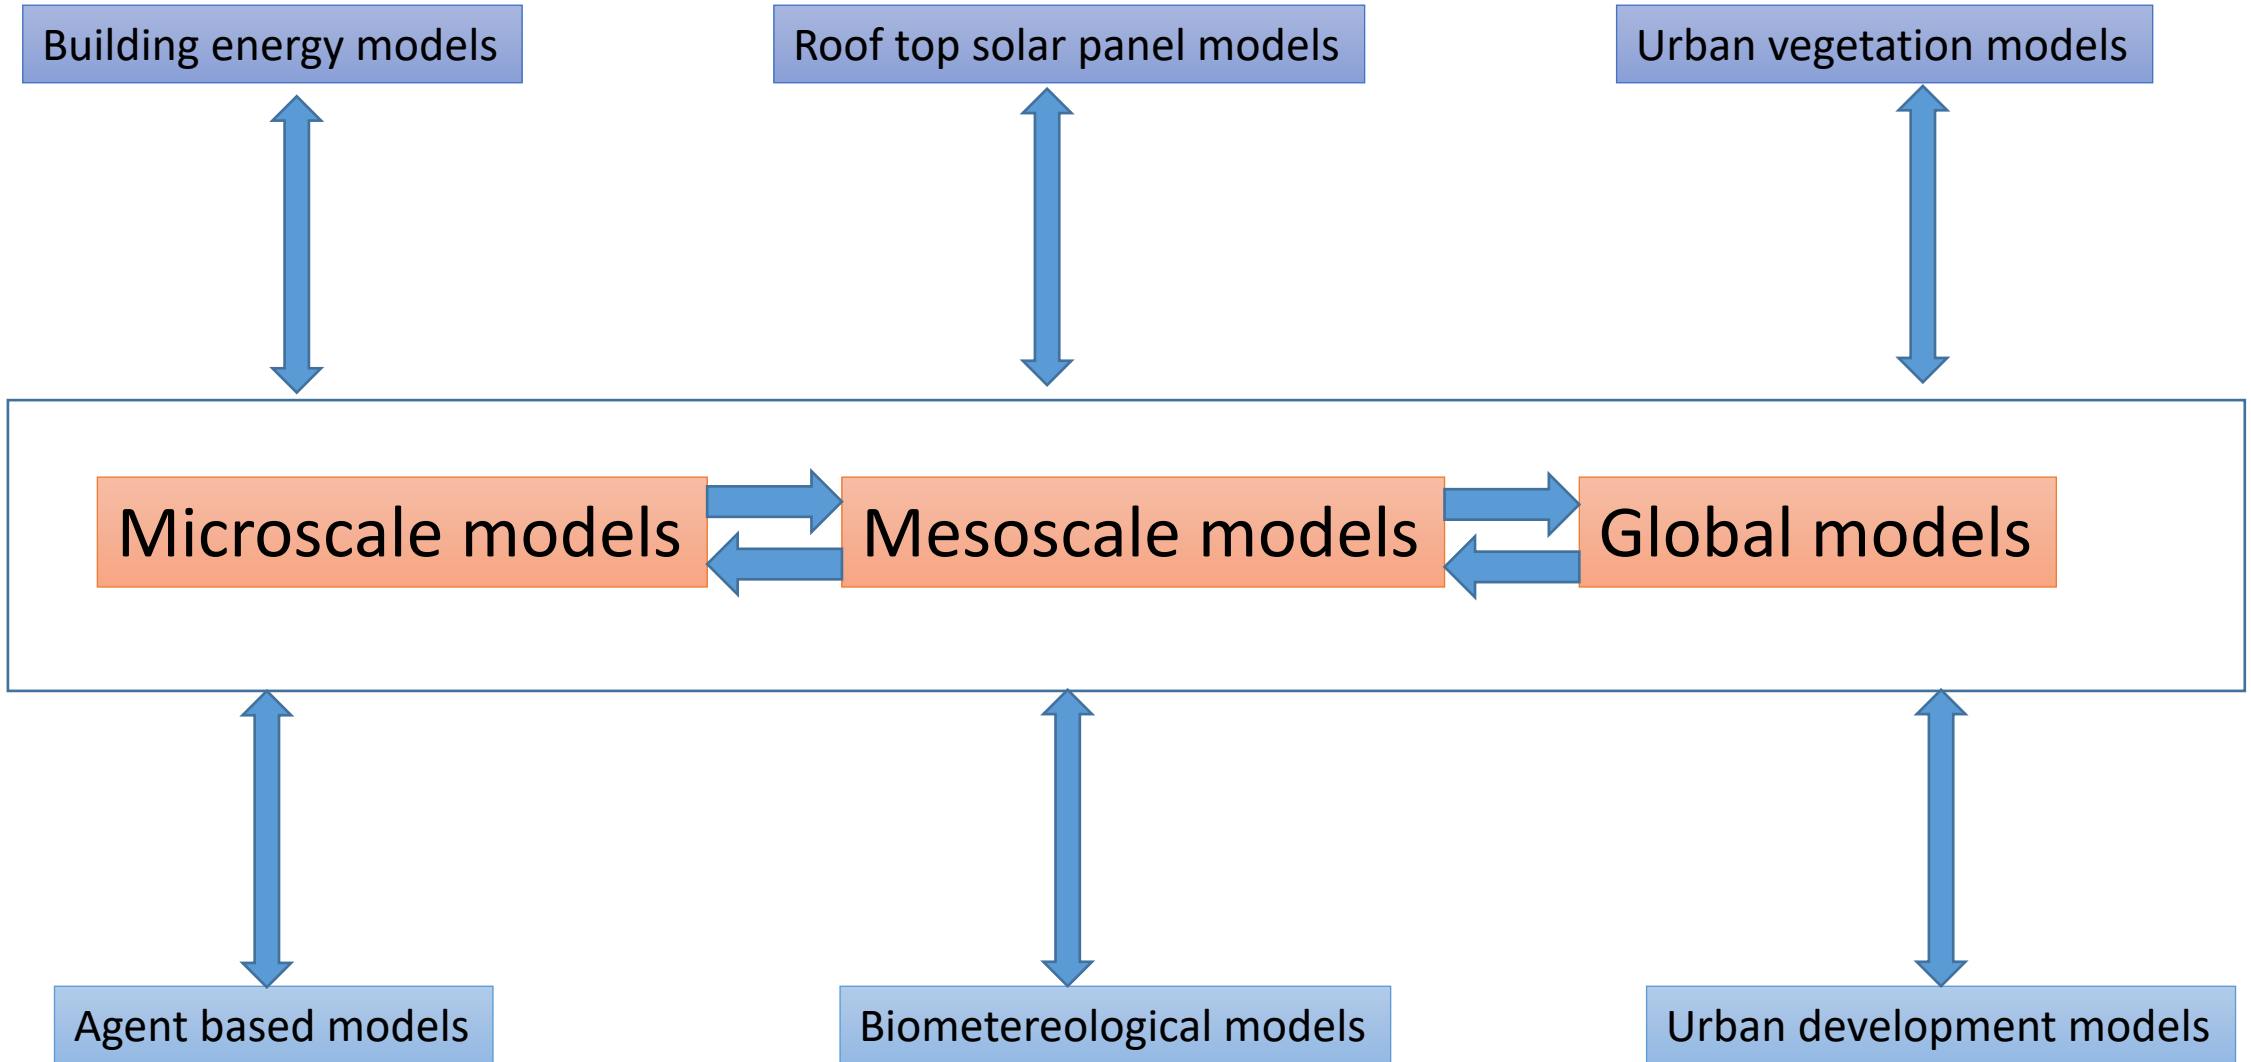 Building energy models
Roof top solar panel models
Urban vegetation models
Microscale models
Mesoscale models
Global models
Agent based models
Biometereological models
Urban development models